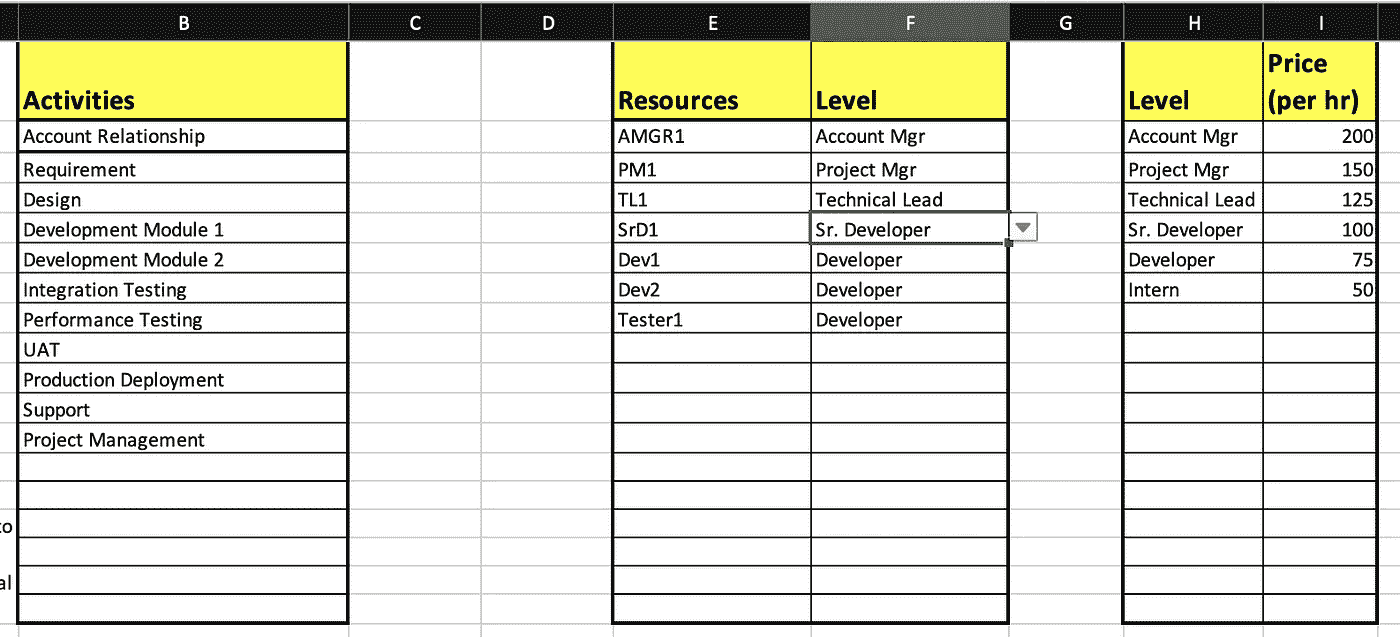 B C D E F G H I
Activities Resources Level Level Price (per hr)
Account Relationship AMGR1 Account Mgr Account Mgr 200
Requirement PM1 Project Mgr Project Mgr 150
Design TL1 Technical Lead Technical Lead 125
Development Module 1 SrD1 Sr. Developer Sr. Developer 100
Development Module 2 Dev1 Developer Developer 75
Integration Testing Dev2 Developer Intern 50
Performance Testing Tester1 Developer
UAT
Production Deployment
Support
Project Management
to
al